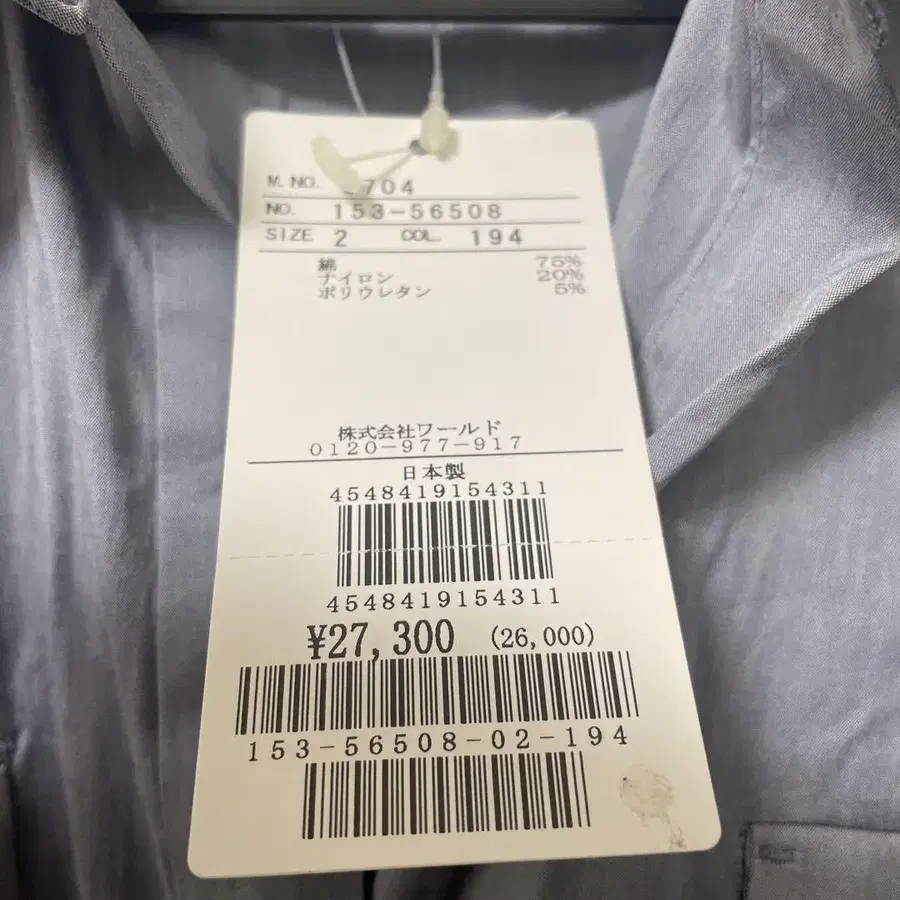 M. NO. 704
NO. 153-56508
SIZE 2 COL. 194
綿 75%
ナイロン 20%
ポリウレタン 5%
株式会社ワールド
0120-977-917
日本製
4548419154311
4548419154311
¥27,300 (26,000)
153-56508-02-194